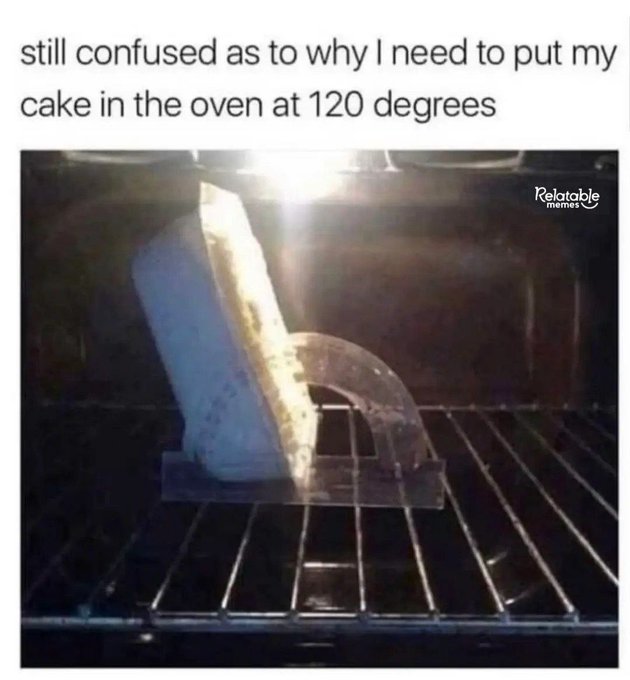 still confused as to why I need to put my
cake in the oven at 120 degrees
Relatable
memes